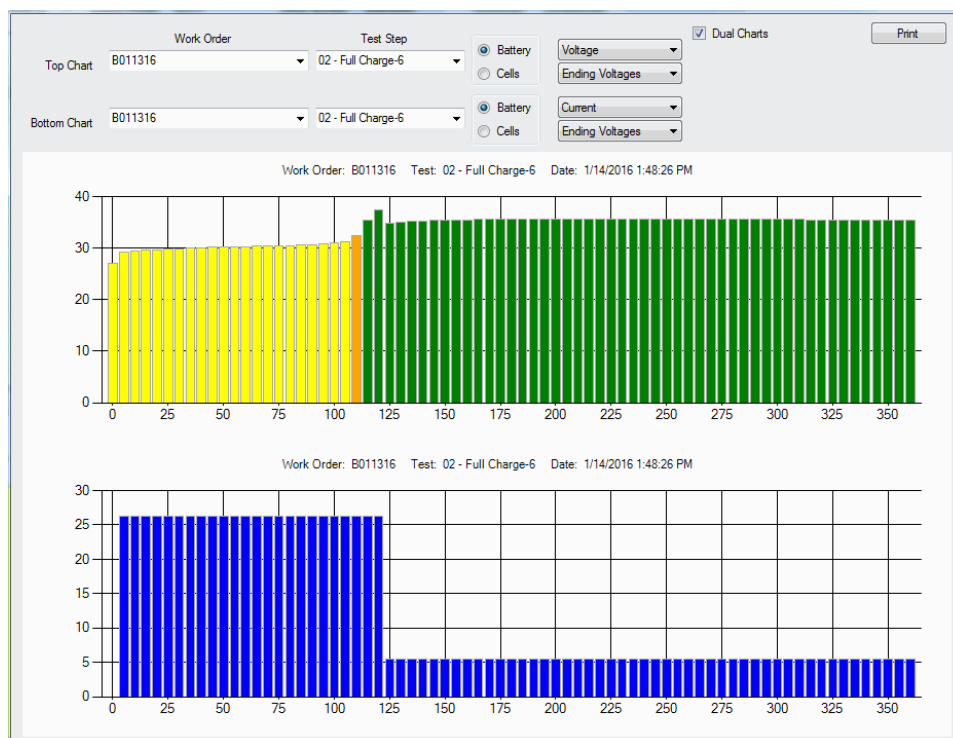 Work Order Test Step
Top Chart B011316 02 - Full Charge-6 Battery Cells Voltage Ending Voltages Dual Charts Print
Bottom Chart B011316 02 - Full Charge-6 Battery Cells Current Ending Voltages
Work Order: B011316 Test: 02 - Full Charge-6 Date: 1/14/2016 1:48:26 PM
40
30
20
10
0
0 25 50 75 100 125 150 175 200 225 250 275 300 325 350
Work Order: B011316 Test: 02 - Full Charge-6 Date: 1/14/2016 1:48:26 PM
30
25
20
15
10
5
0
0 25 50 75 100 125 150 175 200 225 250 275 300 325 350